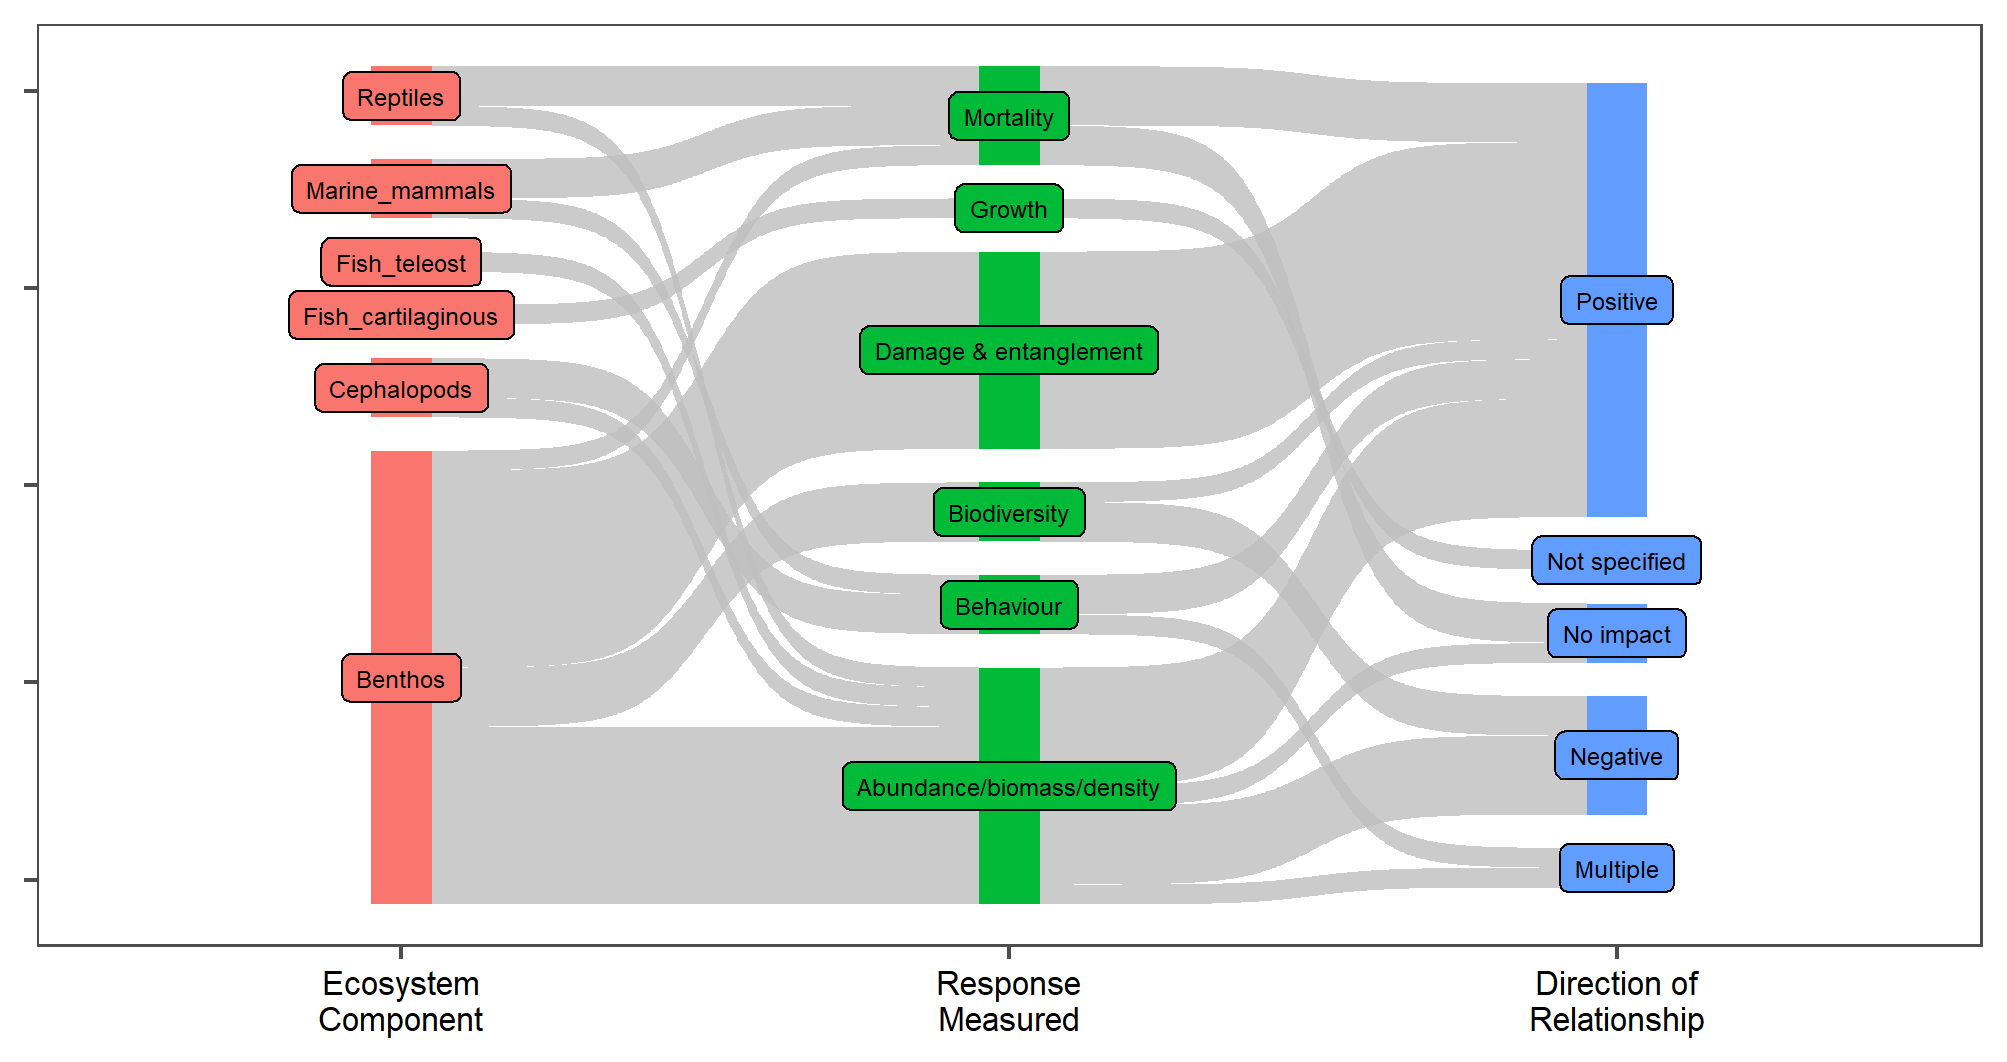 Reptiles
Marine_mammals
Fish_teleost
Fish_cartilaginous
Cephalopods
Benthos
Mortality
Growth
Damage & entanglement
Biodiversity
Behaviour
Abundance/biomass/density
Positive
Not specified
No impact
Negative
Multiple
Ecosystem
Component
Response
Measured
Direction of
Relationship